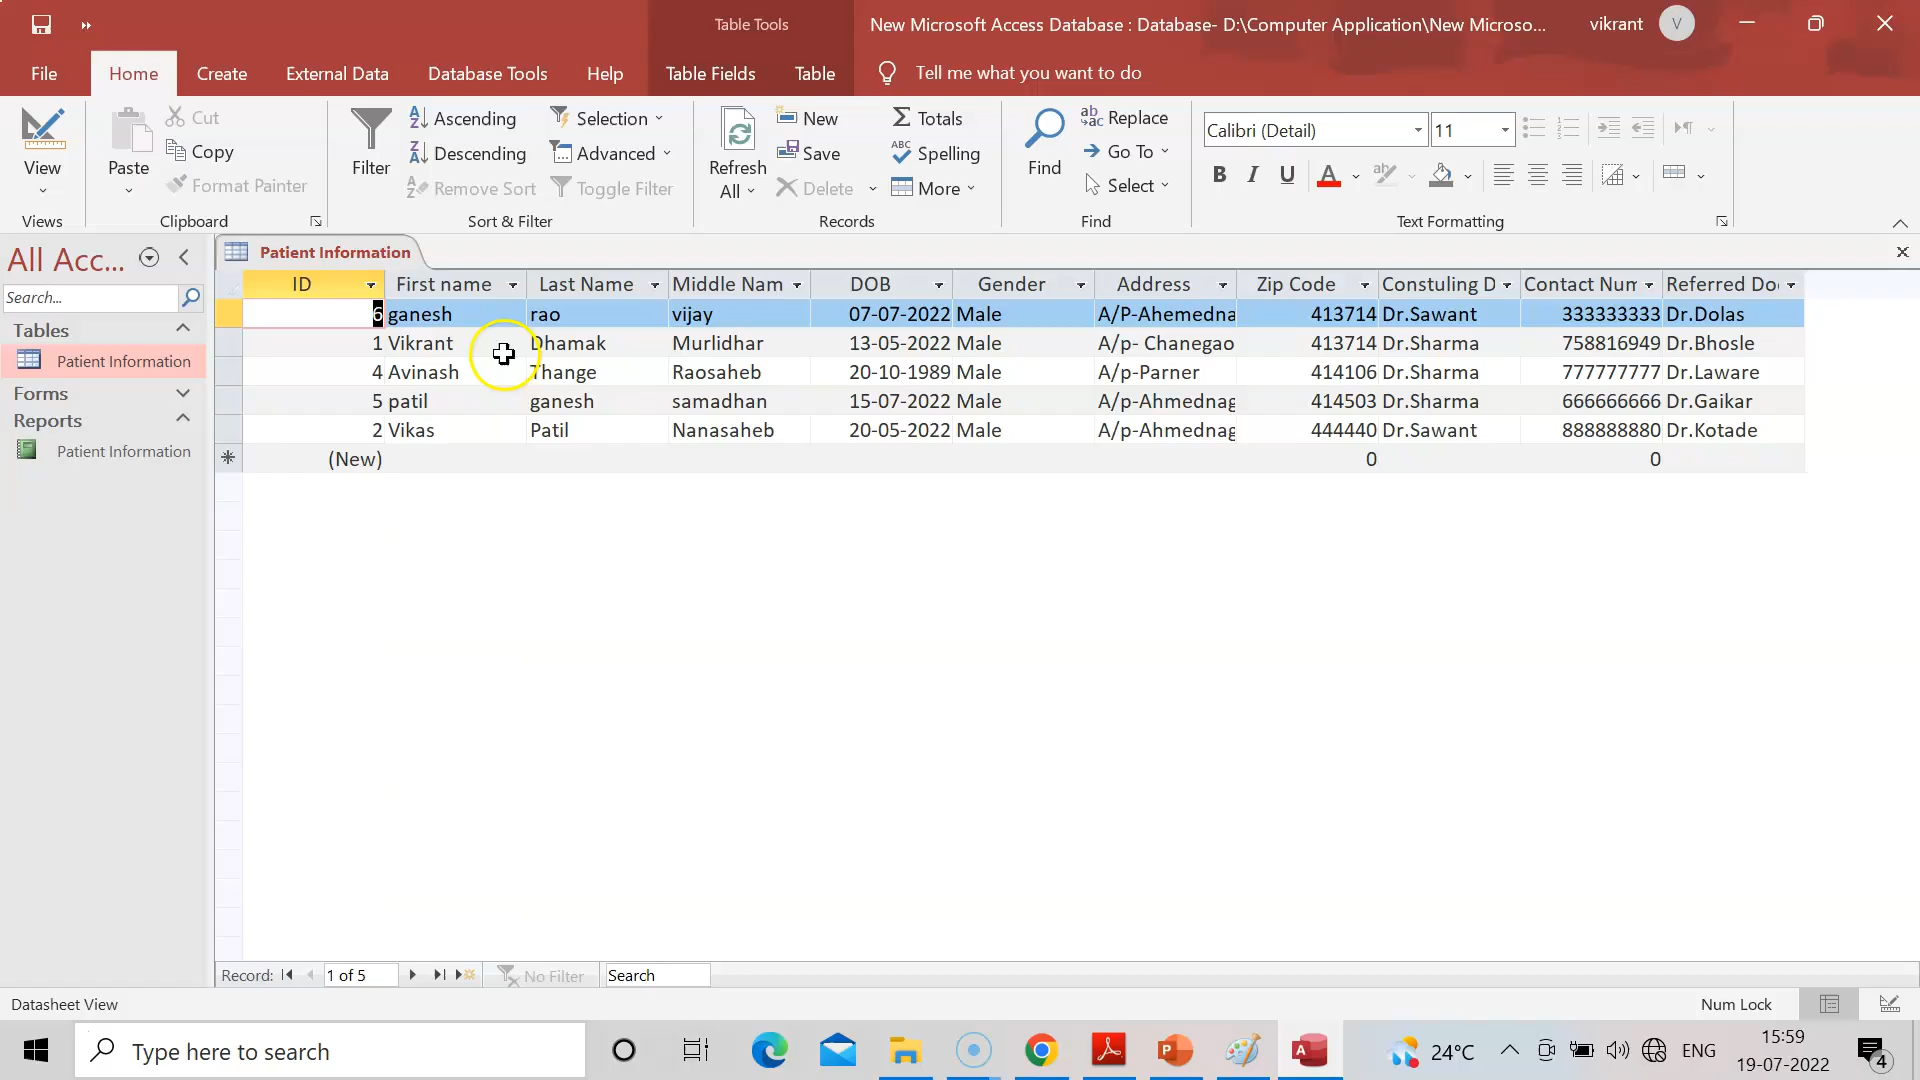 Table Tools
New Microsoft Access Database : Database- D:\Computer Application\New Microso...
vikrant
V
File
Home
Create
External Data
Database Tools
Help
Table Fields
Table
Tell me what you want to do
View
Views
Paste
Cut
Copy
Format Painter
Clipboard
Filter
Ascending
Descending
Remove Sort
Selection
Advanced
Toggle Filter
Sort & Filter
Refresh
All
New
Save
Delete
Totals
Spelling
More
Records
Find
Replace
Go To
Select
Find
Calibri (Detail)
11
B I U A
Text Formatting
All Acc...
Search...
Tables
Patient Information
Forms
Reports
Patient Information
Patient Information
ID First name Last Name Middle Nam DOB Gender Address Zip Code Constuling D Contact Num Referred Do
6 ganesh rao vijay 07-07-2022 Male A/P-Ahemedna 413714 Dr.Sawant 333333333 Dr.Dolas
1 Vikrant Dhamak Murlidhar 13-05-2022 Male A/p- Chanegao 413714 Dr.Sharma 758816949 Dr.Bhosle
4 Avinash Thange Raosaheb 20-10-1989 Male A/p-Parner 414106 Dr.Sharma 777777777 Dr.Laware
5 patil ganesh samadhan 15-07-2022 Male A/p-Ahmednag 414503 Dr.Sharma 666666666 Dr.Gaikar
2 Vikas Patil Nanasaheb 20-05-2022 Male A/p-Ahmednag 444440 Dr.Sawant 888888880 Dr.Kotade
(New) 0 0
Record: 1 of 5 No Filter Search
Datasheet View
Num Lock
Type here to search
24°C
ENG
15:59
19-07-2022
4